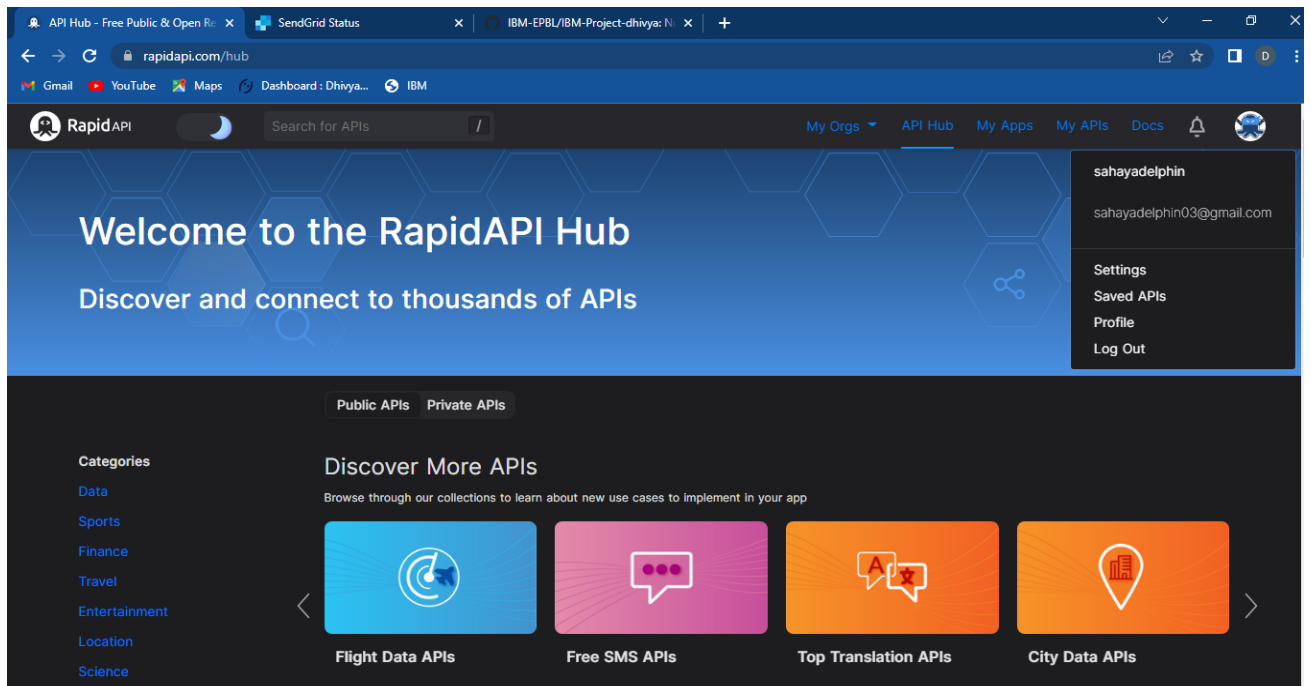 API Hub - Free Public & Open Re
SendGrid Status
IBM-EPBL/IBM-Project-dhivya: N
rapidapi.com/hub
D
Gmail YouTube Maps Dashboard : Dhivya... IBM
Rapid API
Search for APIs /
My Orgs API Hub My Apps My APIs Docs
sahayadelphin
sahayadelphin03@gmail.com
Settings
Saved APIs
Profile
Log Out
Welcome to the RapidAPI Hub
Discover and connect to thousands of APIs
Public APIs Private APIs
Categories
Data
Sports
Finance
Travel
Entertainment
Location
Science
Discover More APIs
Browse through our collections to learn about new use cases to implement in your app
A 文
Flight Data APIs
Free SMS APIs
Top Translation APIs
City Data APIs